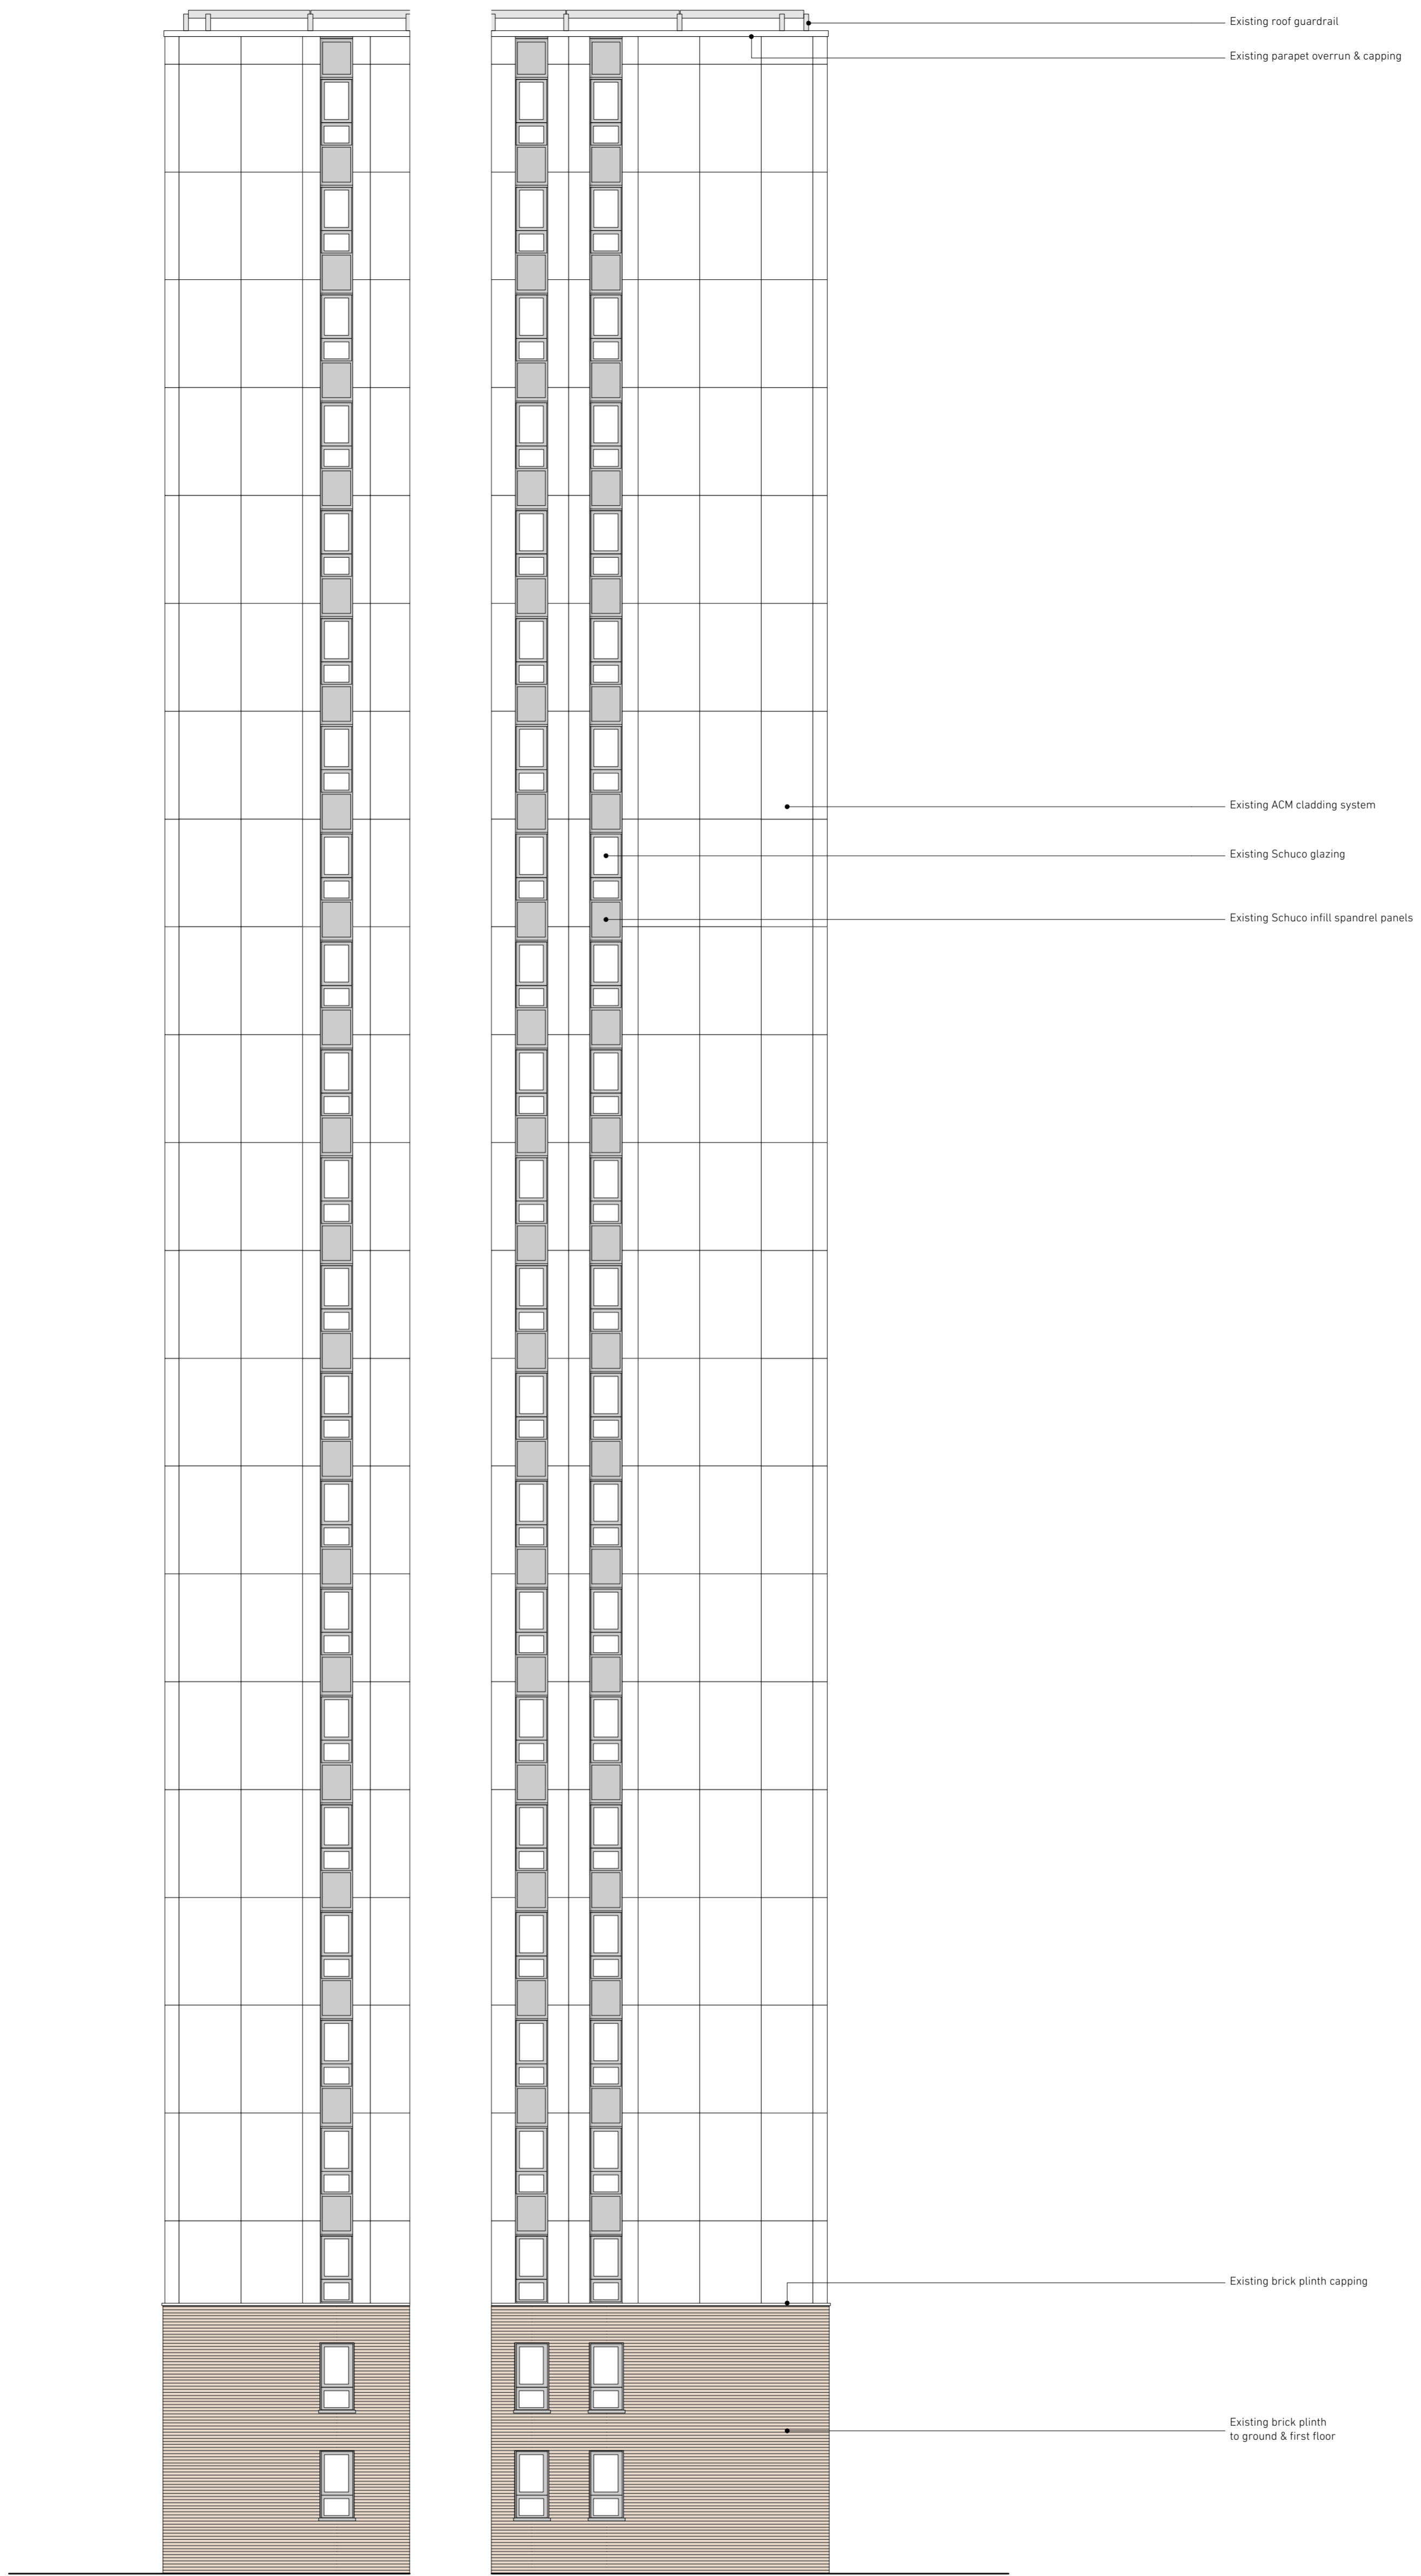 Existing roof guardrail
Existing parapet overrun & capping
Existing ACM cladding system
Existing Schuco glazing
Existing Schuco infill spandrel panels
Existing brick plinth capping
Existing brick plinth
to ground & first floor